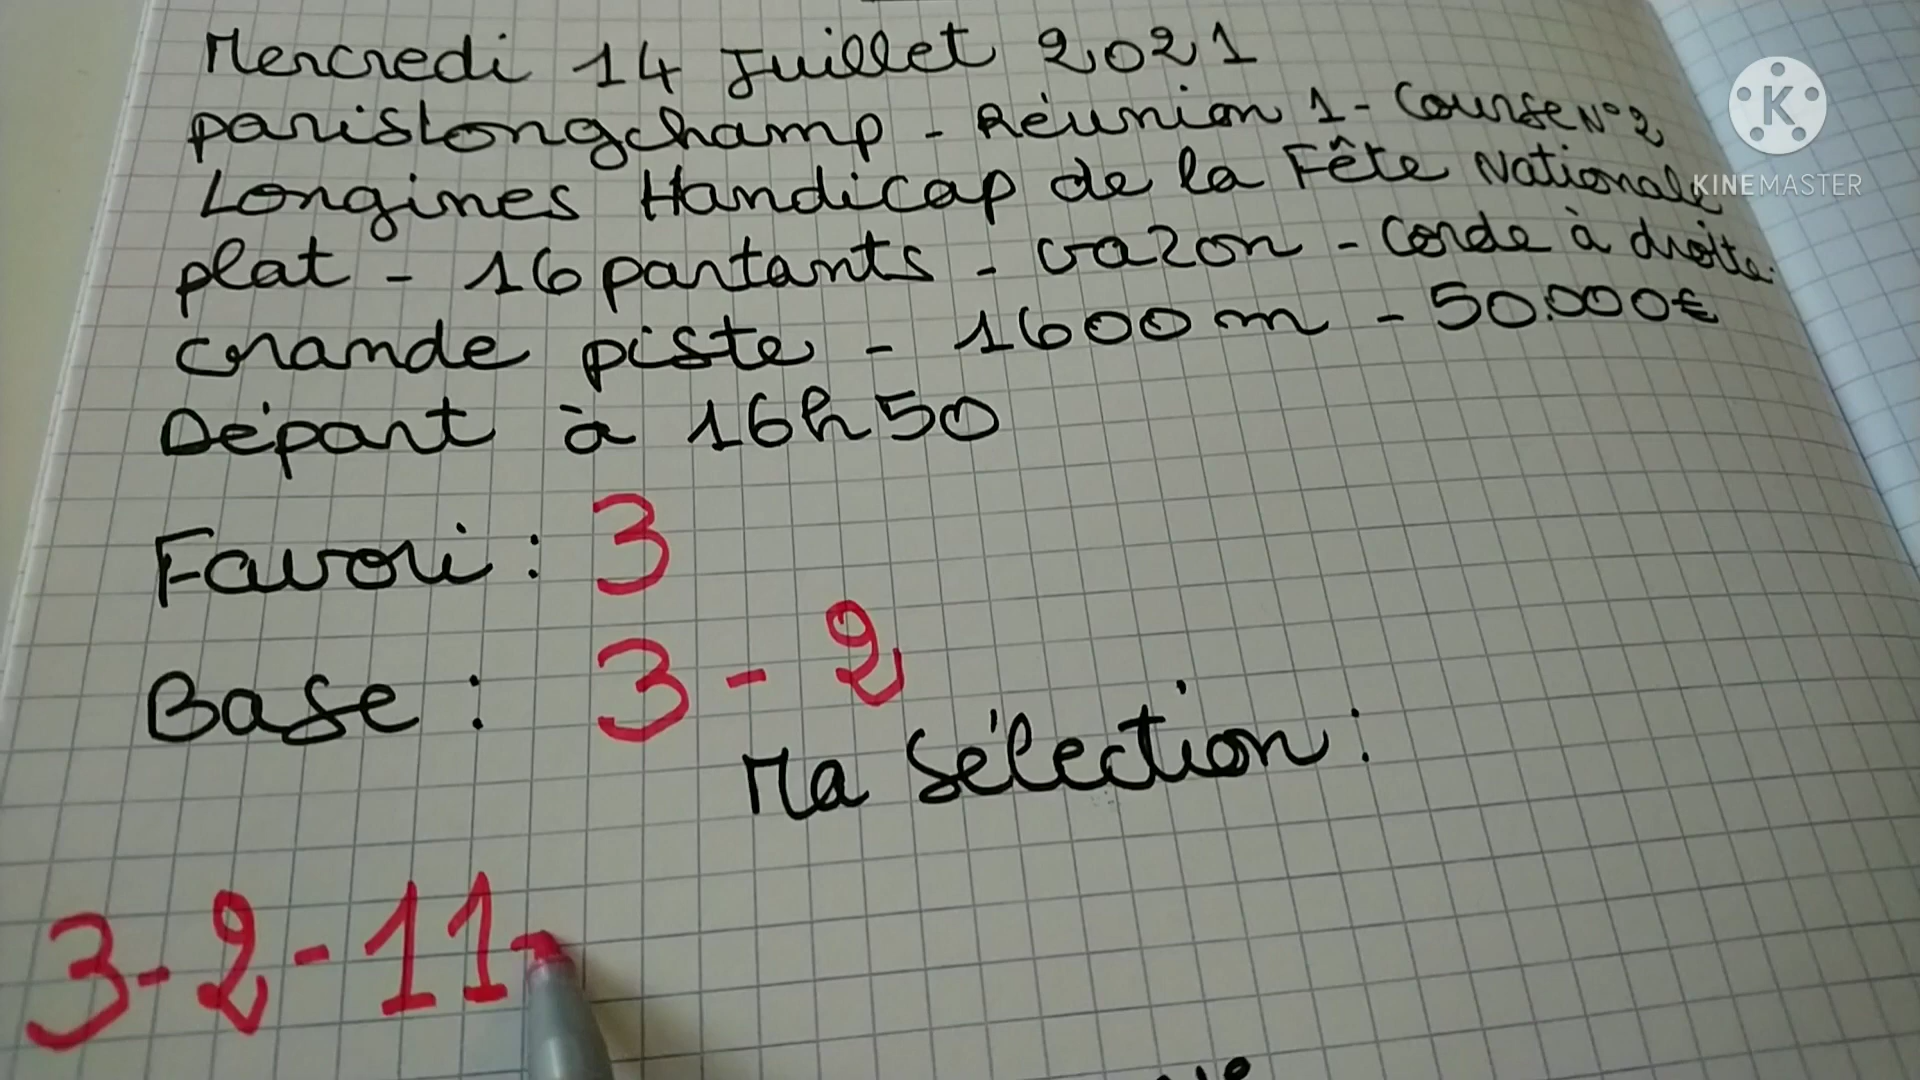 Mercredi 14 Juillet 2021
parisLongchamp - Réunion 1 - Course N° 2
Longines Handicap de la Fête Nationale
plat - 16 partants - Gazon - Corde à droite.
Grande piste - 1600 m - 50.000€
Départ à 16h50
Favori : 3
Base : 3 - 2
Ma Sélection :
3 - 2 - 11 -
K
KINEMASTER